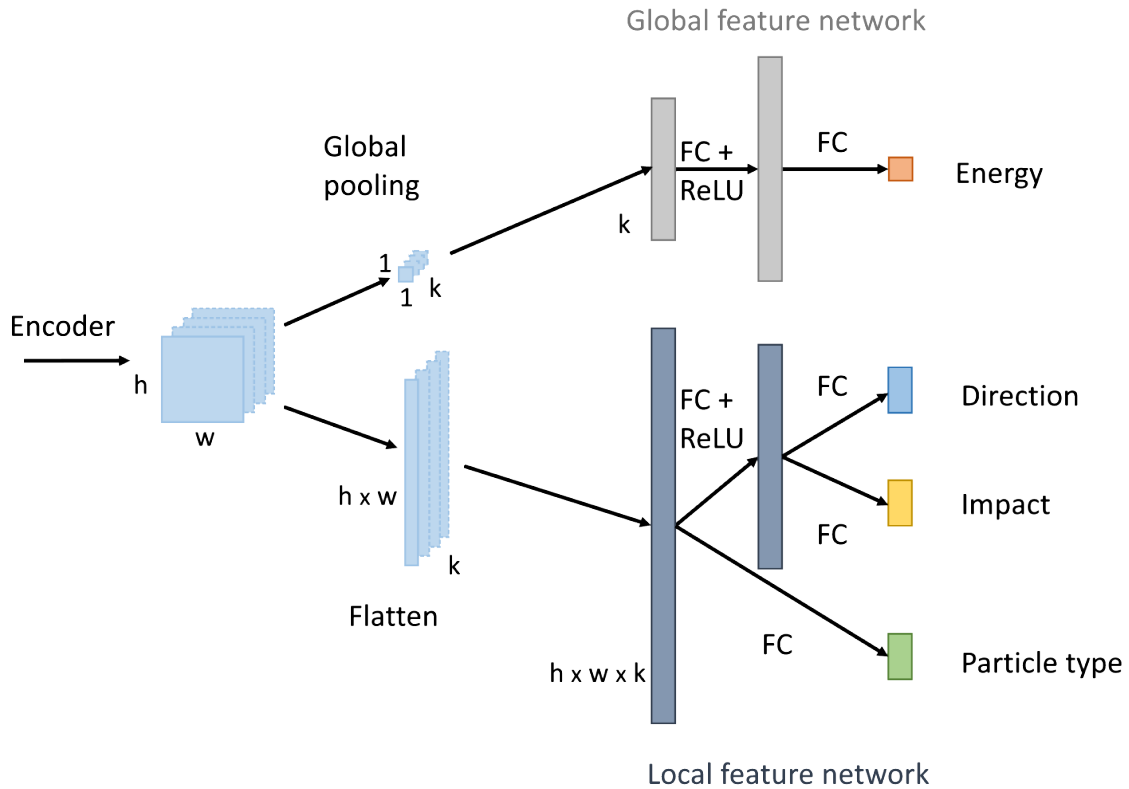 Global feature network
Global
pooling
FC +
ReLU
FC
Energy
k
1
1
k
Encoder
h
w
h x w
k
Flatten
FC +
ReLU
FC
Direction
FC
Impact
FC
Particle type
h x w x k
Local feature network